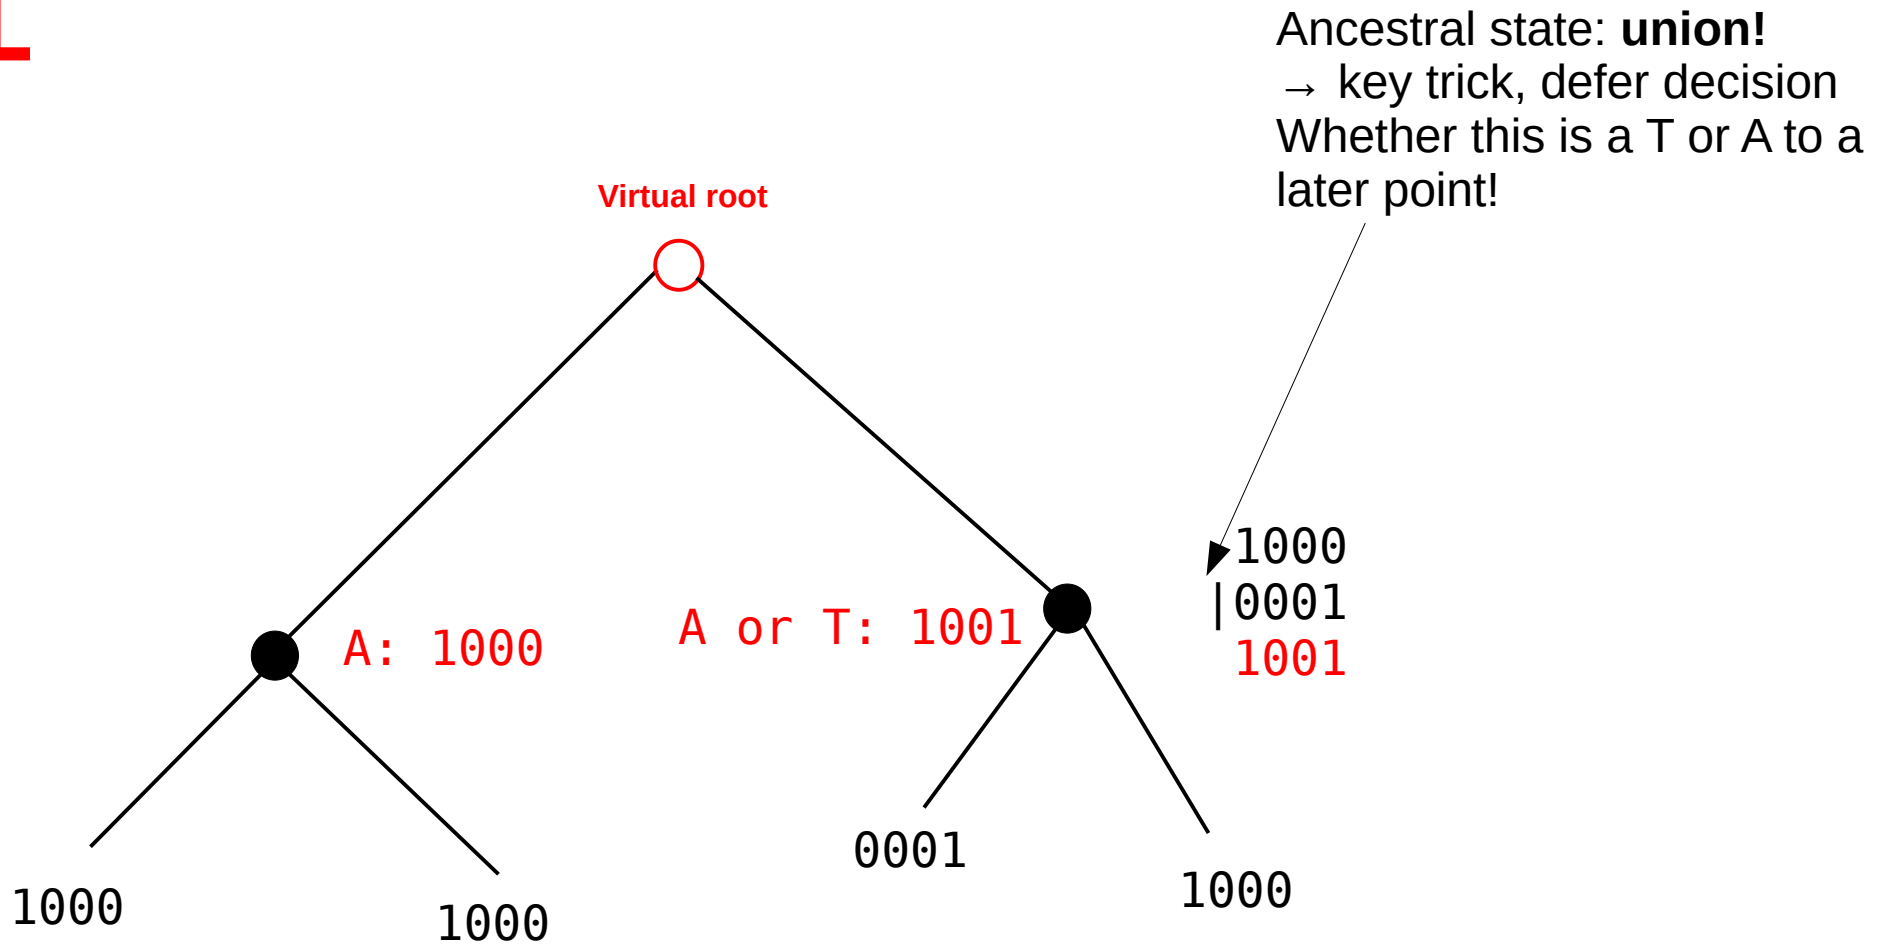 Ancestral state: union!
→ key trick, defer decision
Whether this is a T or A to a
later point!
Virtual root
1000
|0001
1001
A or T: 1001
A: 1000
0001
1000
1000
1000